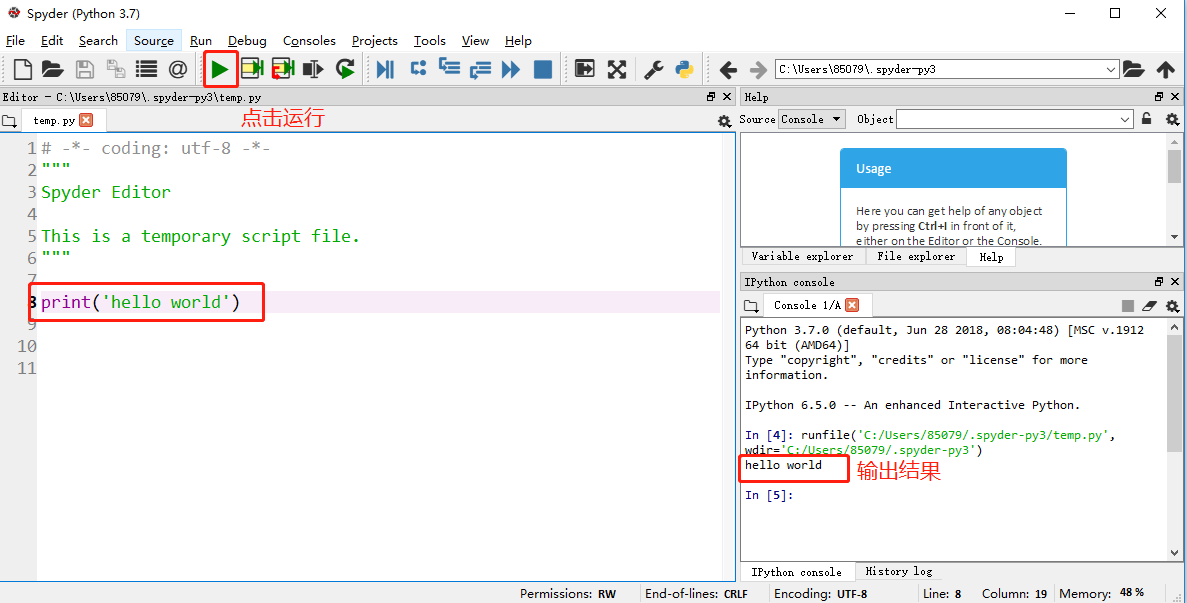 Spyder (Python 3.7)
File Edit Search Source Run Debug Consoles Projects Tools View Help
C:\Users\85079\.spyder-py3
Editor - C:\Users\85079\.spyder-py3\temp.py
temp.py
点击运行
1 # -*- coding: utf-8 -*-
2 """
3 Spyder Editor
4
5 This is a temporary script file.
6 """
7
8 print('hello world')
9
10
11
Help
Source Console Object
Usage
Here you can get help of any object
by pressing Ctrl+I in front of it,
either on the Editor or the Console.
Variable explorer File explorer Help
IPython console
Console 1/A
Python 3.7.0 (default, Jun 28 2018, 08:04:48) [MSC v.1912
64 bit (AMD64)]
Type "copyright", "credits" or "license" for more
information.
IPython 6.5.0 -- An enhanced Interactive Python.
In [4]: runfile('C:/Users/85079/.spyder-py3/temp.py',
wdir='C:/Users/85079/.spyder-py3')
hello world
输出结果
In [5]:
IPython console History log
Permissions: RW End-of-lines: CRLF Encoding: UTF-8 Line: 8 Column: 19 Memory: 48 %